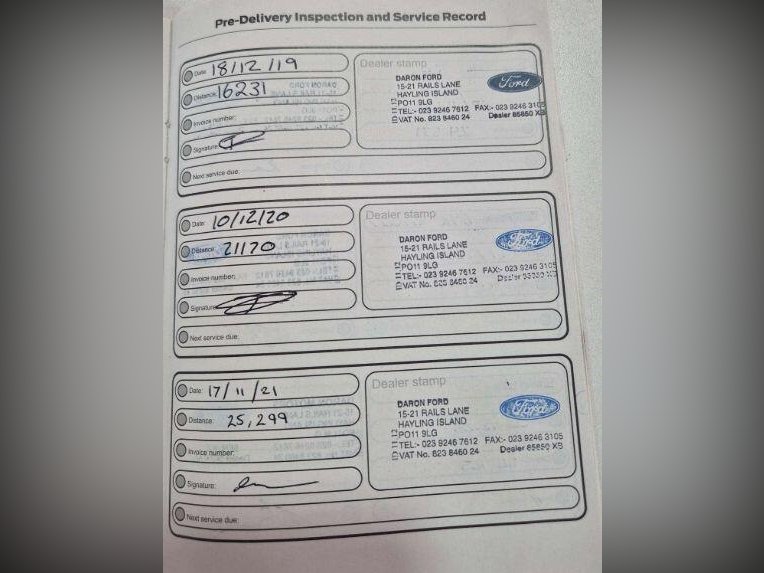 Pre-Delivery Inspection and Service Record
Date: 18/12/19
Distance: 16231
Invoice number:
Signature:
Next service due:
Dealer stamp
DARON FORD
15-21 RAILS LANE
HAYLING ISLAND
PO11 9LG
TEL:- 023 9246 7612 FAX:- 023 9246 3105
VAT No. 823 8460 24 Dealer 65650 XB
Ford
Date: 10/12/20
Distance: 21170
Invoice number:
Signature:
Next service due:
Dealer stamp
DARON FORD
15-21 RAILS LANE
HAYLING ISLAND
PO11 9LG
TEL:- 023 9246 7612 FAX:- 023 9246 3105
VAT No. 823 8460 24 Dealer 65650 XB
Ford
Date: 17/11/21
Distance: 25,299
Invoice number:
Signature:
Next service due:
Dealer stamp
DARON FORD
15-21 RAILS LANE
HAYLING ISLAND
PO11 9LG
TEL:- 023 9246 7612 FAX:- 023 9246 3105
VAT No. 823 8460 24 Dealer 65650 XB
Ford